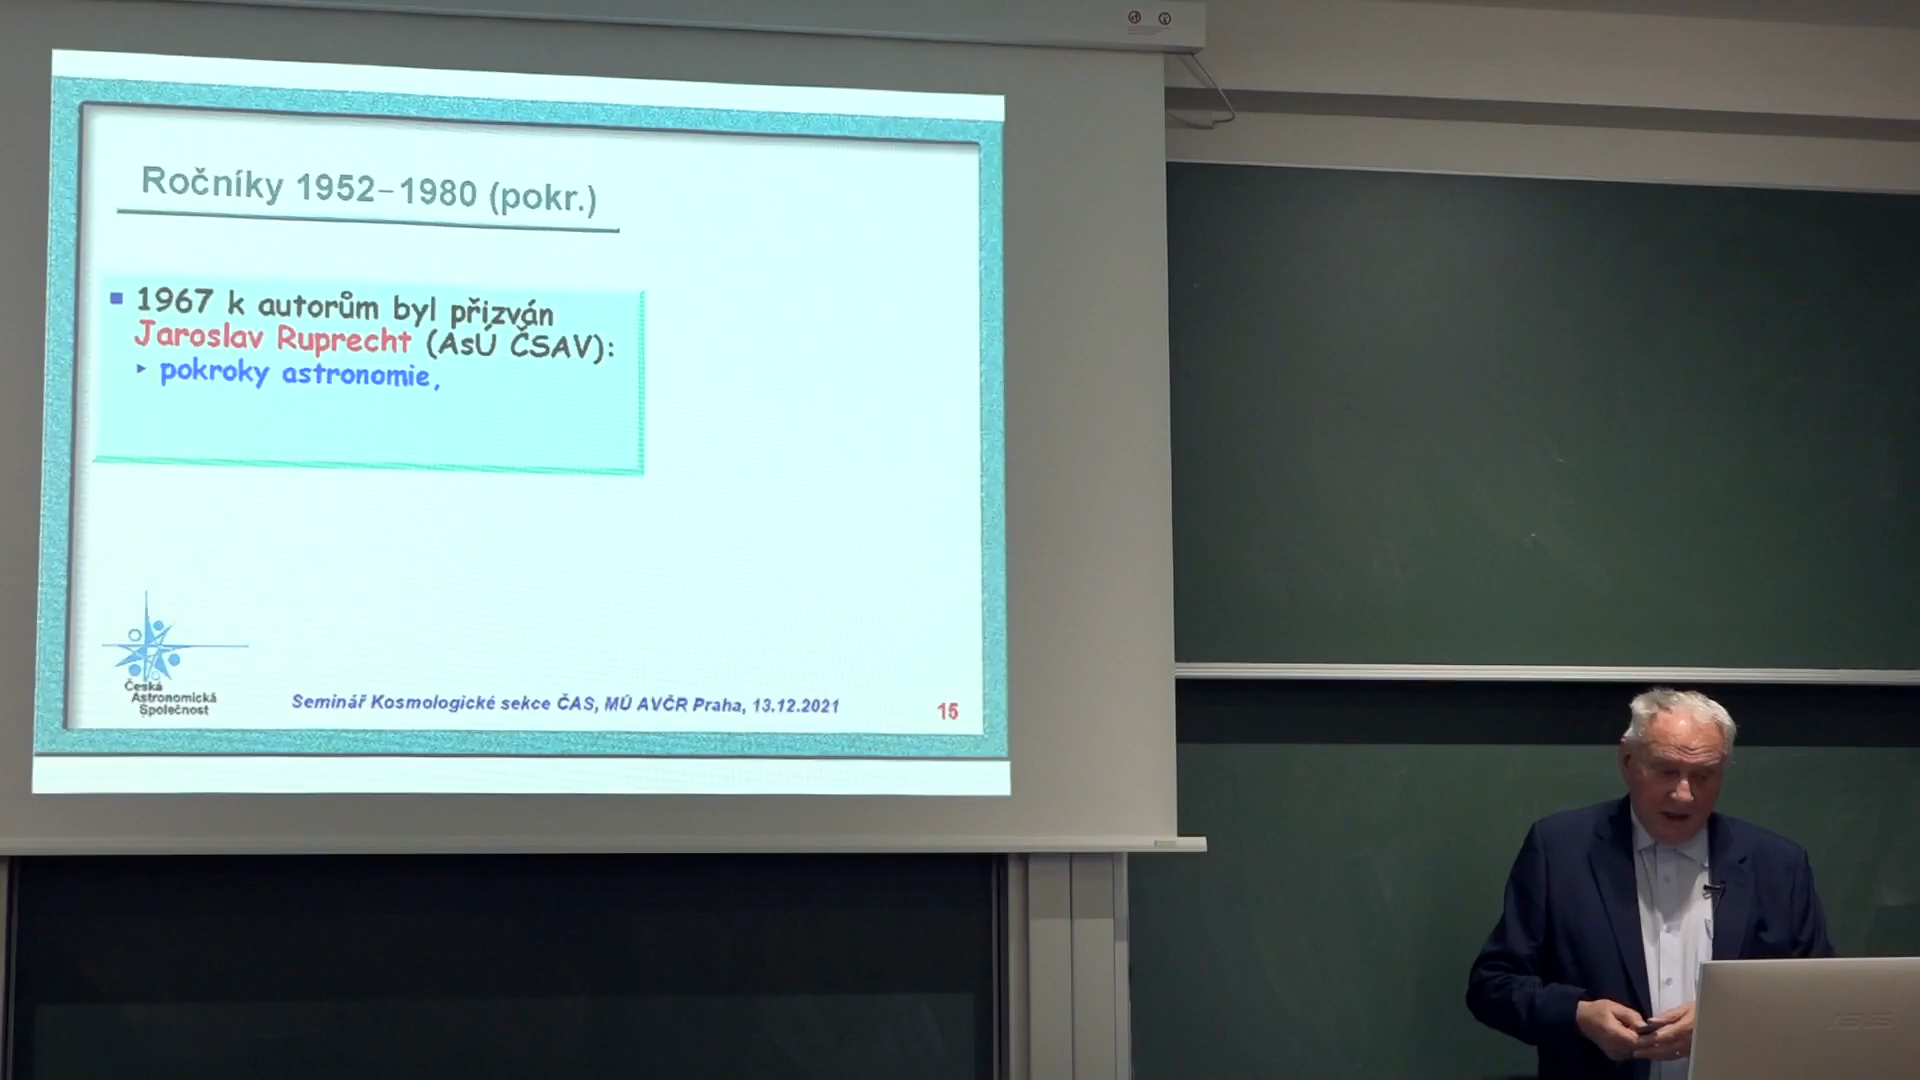 Ročníky 1952–1980 (pokr.)
1967 k autorům byl přizván
Jaroslav Ruprecht (AsÚ ČSAV):
pokroky astronomie,
Česká
Astronomická
Společnost
Seminář Kosmologické sekce ČAS, MÚ AVČR Praha, 13.12.2021
15
ASUS